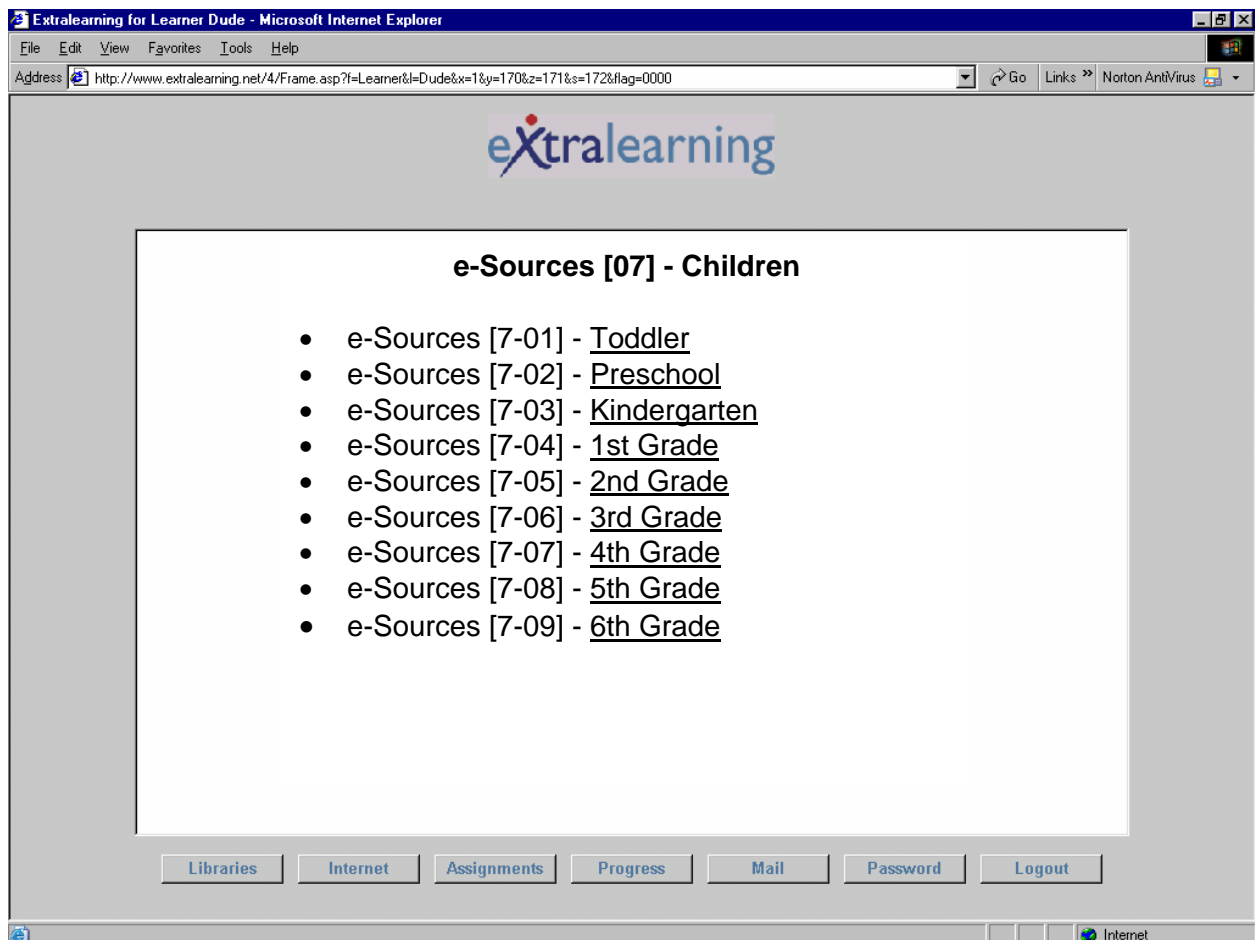 Extralearning for Learner Dude - Microsoft Internet Explorer
File Edit View Favorites Tools Help
Address http://www.extralearning.net/4/Frame.asp?f=Learner&l=Dude&x=1&y=170&z=171&s=172&flag=0000 Go Links » Norton AntiVirus
eXtralearning
e-Sources [07] - Children
• e-Sources [7-01] - Toddler
• e-Sources [7-02] - Preschool
• e-Sources [7-03] - Kindergarten
• e-Sources [7-04] - 1st Grade
• e-Sources [7-05] - 2nd Grade
• e-Sources [7-06] - 3rd Grade
• e-Sources [7-07] - 4th Grade
• e-Sources [7-08] - 5th Grade
• e-Sources [7-09] - 6th Grade
Libraries Internet Assignments Progress Mail Password Logout
Internet